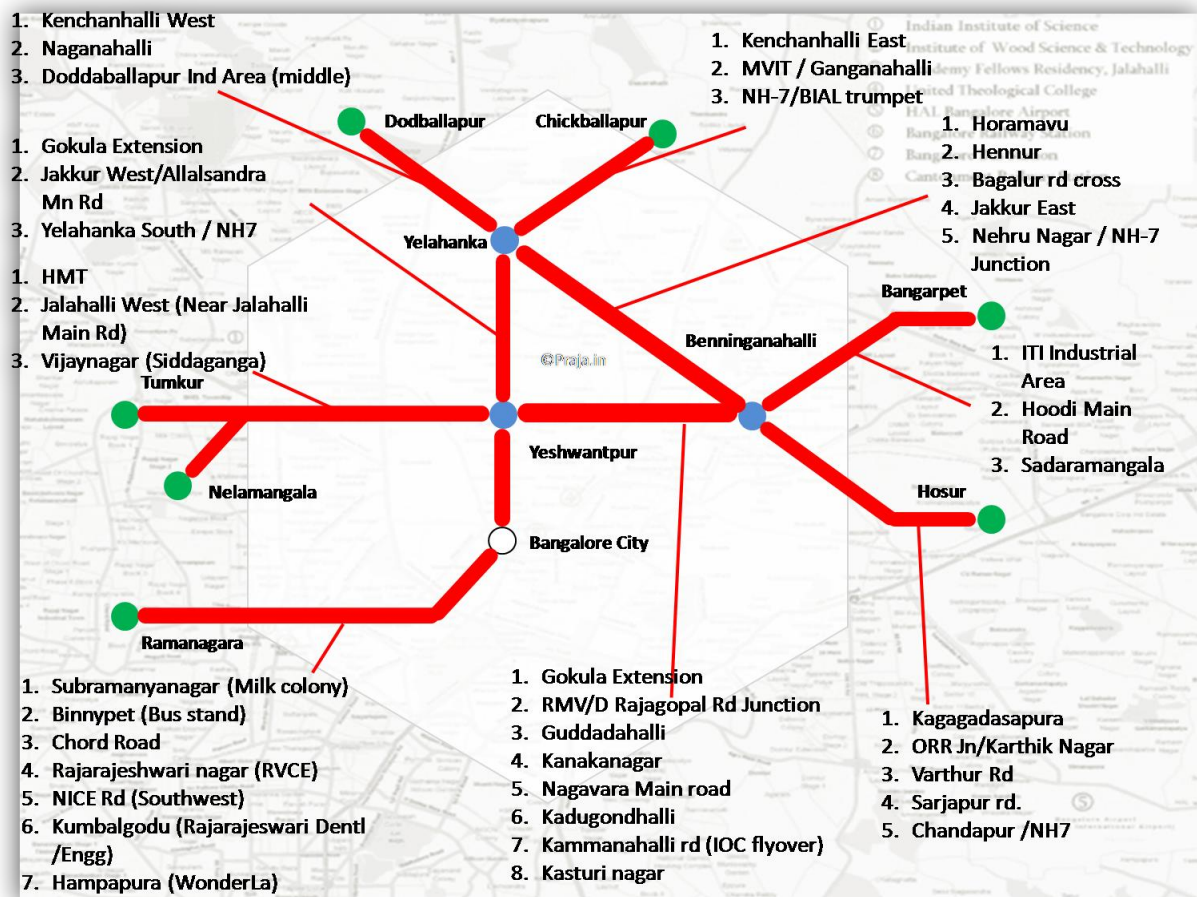 1. Kenchanhalli West
2. Naganahalli
3. Doddaballapur Ind Area (middle)
1. Kenchanhalli East
2. MVIT / Ganganahalli
3. NH-7/BIAL trumpet
Indian Institute of Science
Institute of Wood Science & Technology
Fellows Residency, Jalahalli
United Theological College
HAL Bangalore Airport
Bangalore Railway Station
1. Horamavu
2. Hennur
3. Bagalur rd cross
4. Jakkur East
5. Nehru Nagar / NH-7
Junction
Dodballapur
Chickballapur
1. Gokula Extension
2. Jakkur West/Allalsandra
Mn Rd
3. Yelahanka South / NH7
Yelahanka
1. HMT
2. Jalahalli West (Near Jalahalli
Main Rd)
3. Vijaynagar (Siddaganga)
Bangarpet
Benninganahalli
©Praja.in
1. ITI Industrial
Area
2. Hoodi Main
Road
3. Sadaramangala
Tumkur
Yeshwantpur
Nelamangala
Hosur
Bangalore City
Ramanagara
1. Subramanyanagar (Milk colony)
2. Binnypet (Bus stand)
3. Chord Road
4. Rajarajeshwari nagar (RVCE)
5. NICE Rd (Southwest)
6. Kumbalgodu (Rajarajeswari Dentl
/Engg)
7. Hampapura (WonderLa)
1. Gokula Extension
2. RMV/D Rajagopal Rd Junction
3. Guddadahalli
4. Kanakanagar
5. Nagavara Main road
6. Kadugondhalli
7. Kammanahalli rd (IOC flyover)
8. Kasturi nagar
1. Kagagadasapura
2. ORR Jn/Karthik Nagar
3. Varthur Rd
4. Sarjapur rd.
5. Chandapur /NH7